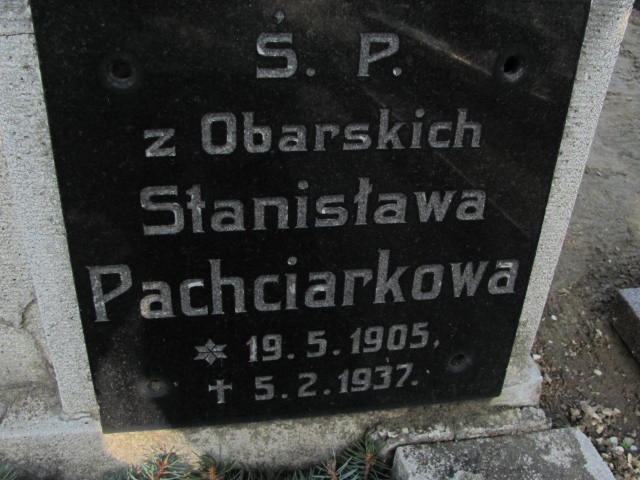 Ś. P.
z Obarskich
Stanisława
Pachciarkowa
* 19.5.1905.
† 5.2.1937.